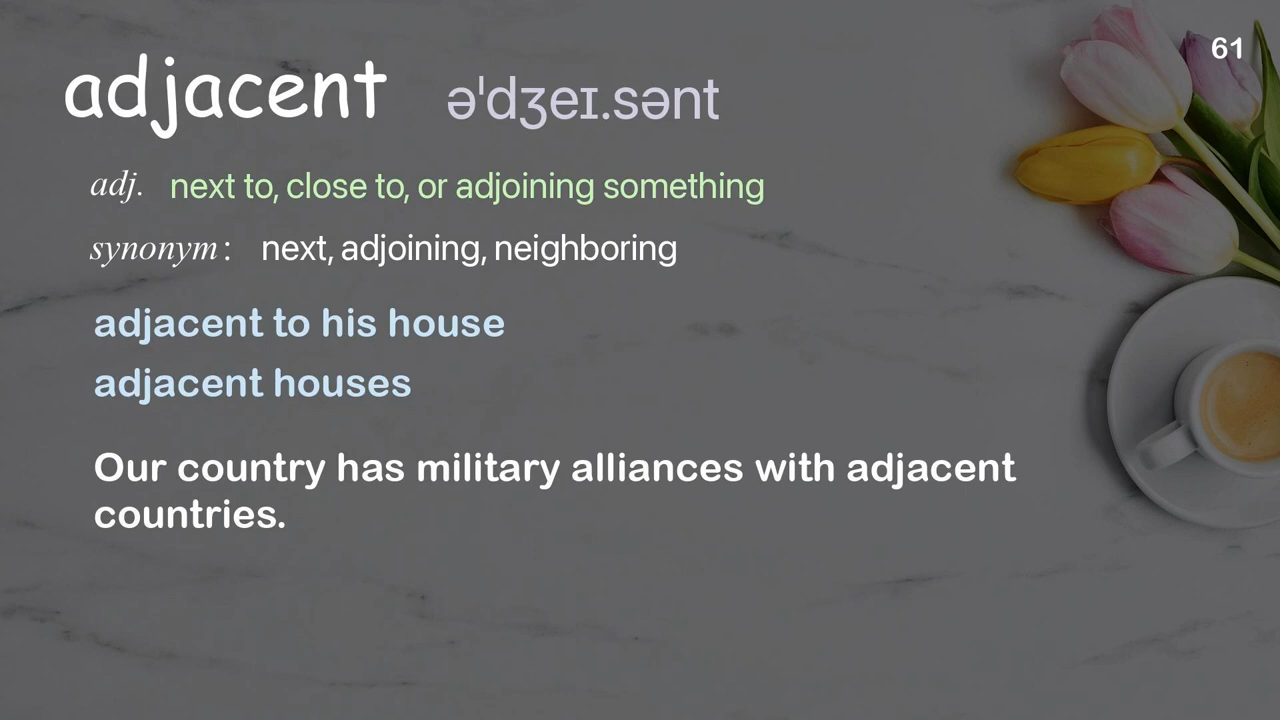 61
adjacent əˈdʒeɪ.sənt
adj. next to, close to, or adjoining something
synonym: next, adjoining, neighboring
adjacent to his house
adjacent houses
Our country has military alliances with adjacent
countries.